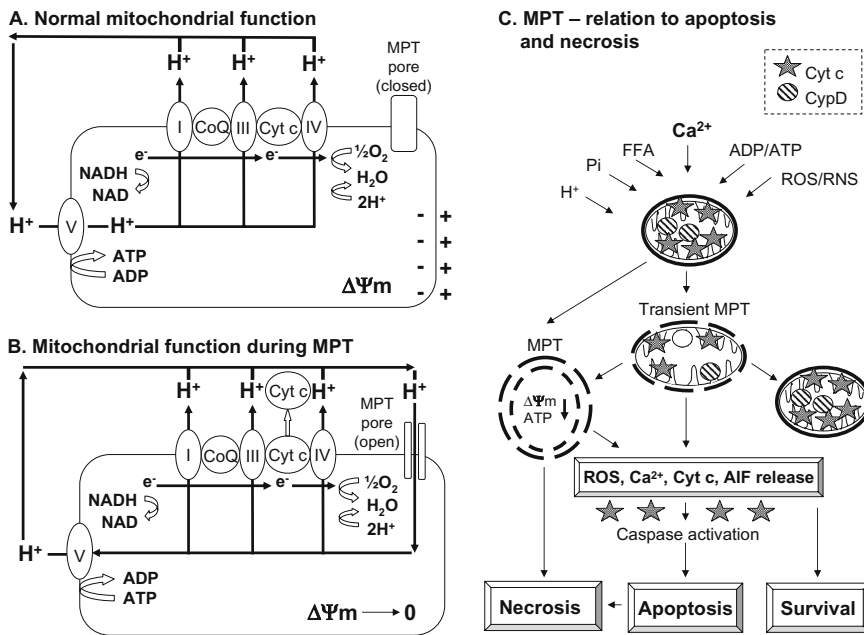 A. Normal mitochondrial function
H⁺ H⁺ H⁺
MPT
pore
(closed)
I CoQ III Cyt c IV
e⁻ e⁻ ½O₂
NADH
NAD
H₂O
2H⁺
H⁺ V H⁺
ATP
ADP
- +
- +
- +
- +
ΔΨm
B. Mitochondrial function during MPT
H⁺ H⁺ Cyt c H⁺ H⁺
MPT
pore
(open)
I CoQ III Cyt c IV
e⁻ e⁻ ½O₂
NADH
NAD
H₂O
2H⁺
H⁺ V
ADP
ATP
ΔΨm 0
C. MPT – relation to apoptosis
and necrosis
Cyt c
CypD
Ca²⁺
FFA ADP/ATP
Pi
ROS/RNS
H⁺
Transient MPT
MPT
ΔΨm
ATP
ROS, Ca²⁺, Cyt c, AIF release
Caspase activation
Necrosis Apoptosis Survival